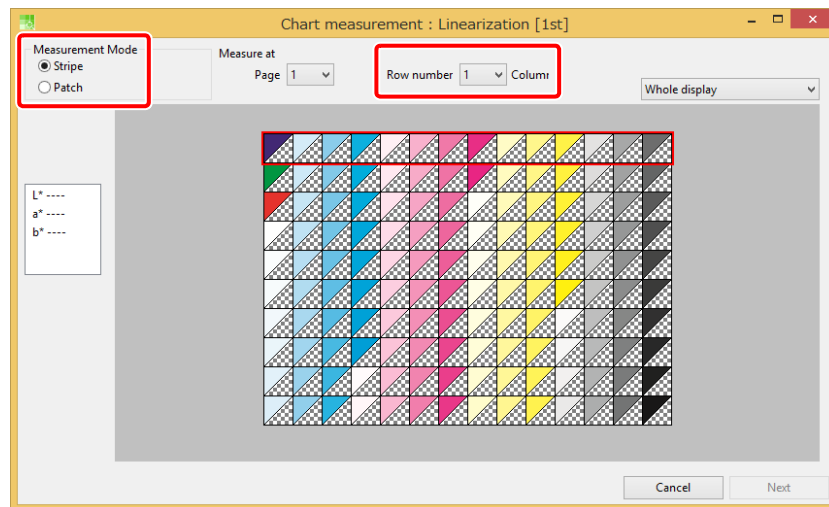 Chart measurement : Linearization [1st]
Measurement Mode
Stripe
Patch
Measure at
Page 1
Row number 1 Column
Whole display
L* ----
a* ----
b* ----
Cancel
Next